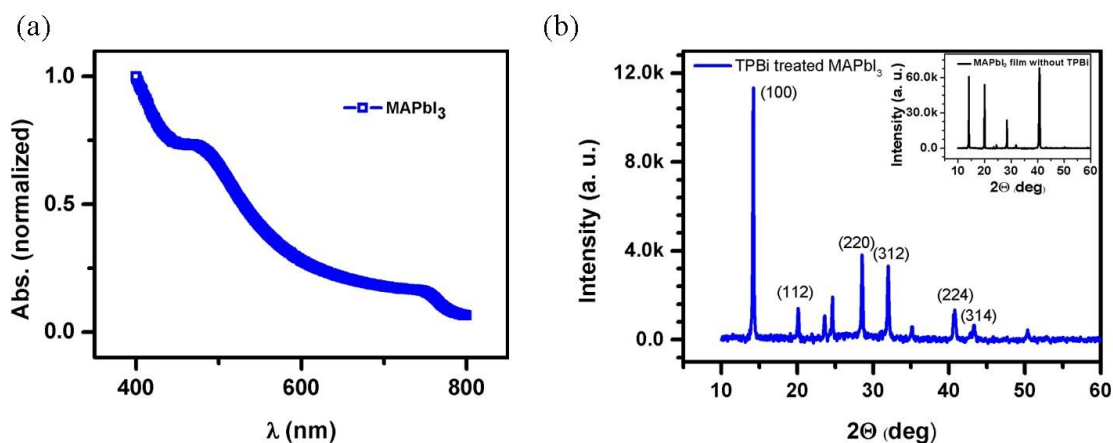 (a)
1.0
0.5
0.0
Abs. (normalized)
MAPbI3
400
600
800
λ (nm)
(b)
12.0k
8.0k
4.0k
0.0
Intensity (a. u.)
TPBi treated MAPbI3
(100)
(112)
(220)
(312)
(224)
(314)
10
20
30
40
50
60
2Θ (deg)
MAPbI3 film without TPBi
60.0k
30.0k
0.0
Intensity (a. u.)
10 20 30 40 50 60
2Θ (deg)